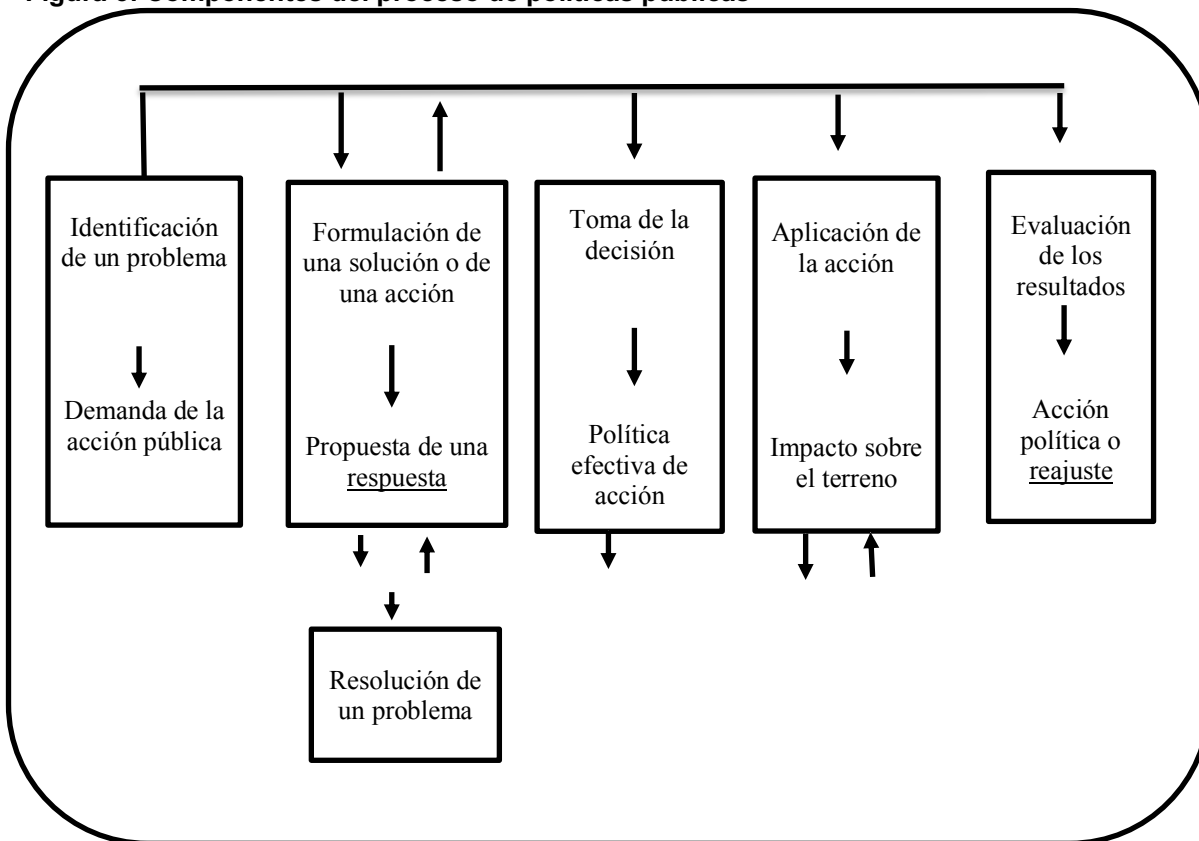 Identificación
de un problema
Demanda de la
acción pública
Formulación de
una solución o de
una acción
Propuesta de una
respuesta
Toma de la
decisión
Política
efectiva de
acción
Aplicación de
la acción
Impacto sobre
el terreno
Evaluación
de los
resultados
Acción
política o
reajuste
Resolución de
un problema